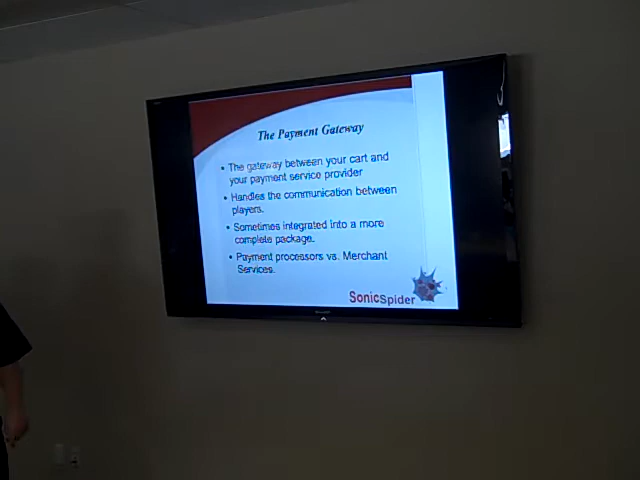 The Payment Gateway
• The gateway between your cart and
your payment service provider
• Handles the communication between
players.
• Sometimes integrated into a more
complete package.
• Payment processors vs. Merchant
Services.
SonicSpider